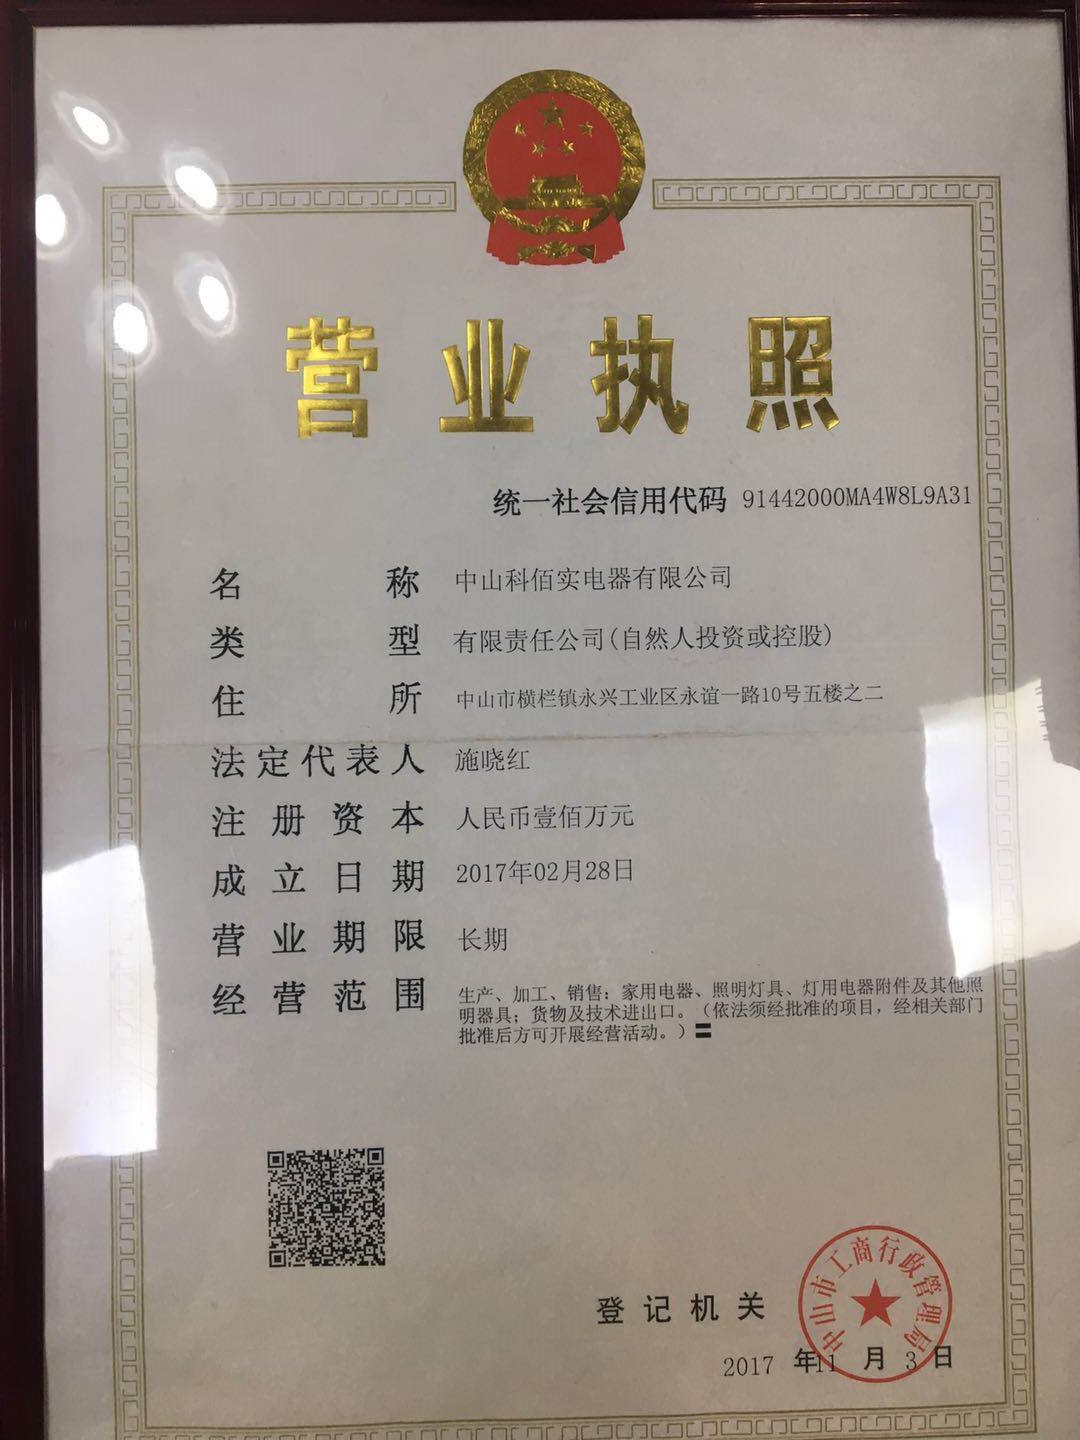 营业执照
统一社会信用代码 91442000MA4W8L9A31
名称 中山科佰实电器有限公司
类型 有限责任公司(自然人投资或控股)
住所 中山市横栏镇永兴工业区永谊一路10号五楼之二
法定代表人 施晓红
注册资本 人民币壹佰万元
成立日期 2017年02月28日
营业期限 长期
经营范围 生产、加工、销售：家用电器、照明灯具、灯用电器附件及其他照
明器具；货物及技术进出口。（依法须经批准的项目，经相关部门
批准后方可开展经营活动。）〓
登记机关
中山市工商行政管理局
2017 年11 月 3 日